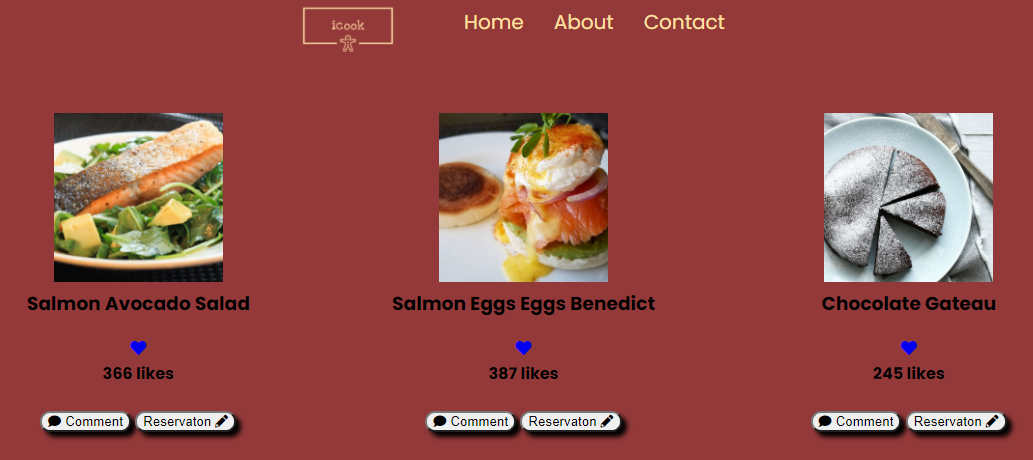 icook
Home About Contact
Salmon Avocado Salad
Salmon Eggs Eggs Benedict
Chocolate Gateau
366 likes
387 likes
245 likes
Comment Reservaton
Comment Reservaton
Comment Reservaton